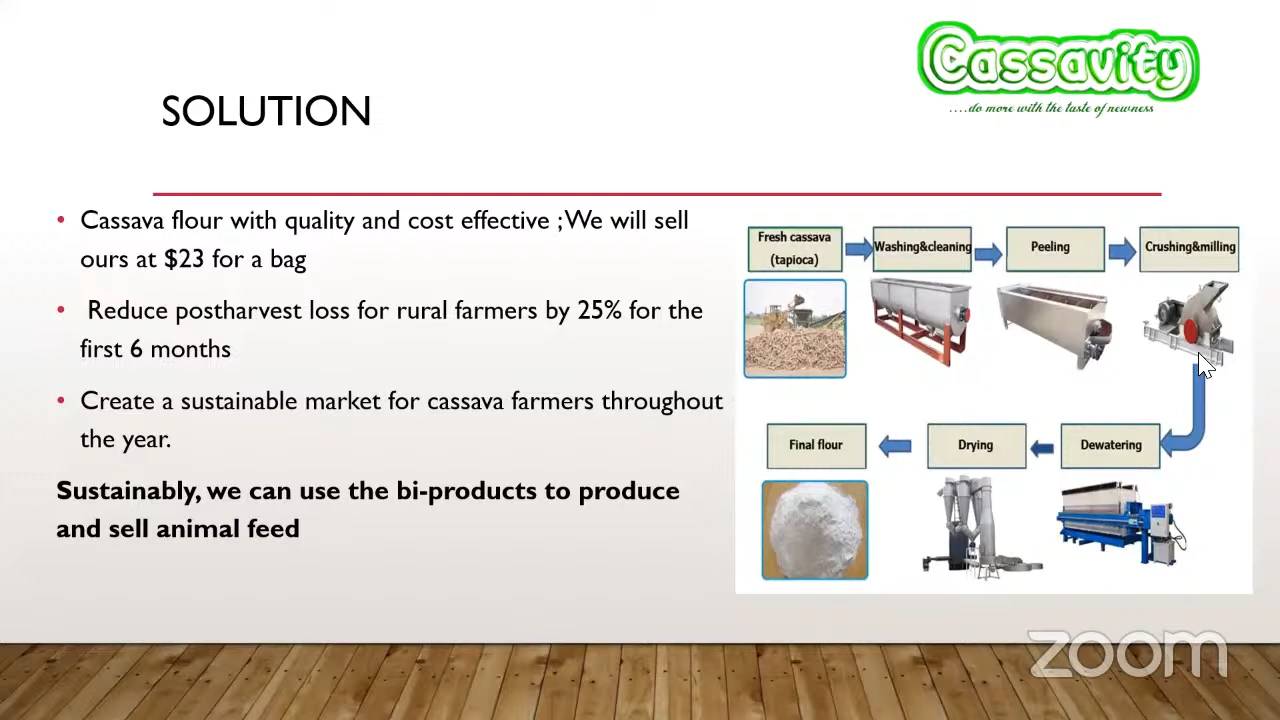 Cassavity
....do more with the taste of newness
SOLUTION
• Cassava flour with quality and cost effective ; We will sell
ours at $23 for a bag
• Reduce postharvest loss for rural farmers by 25% for the
first 6 months
• Create a sustainable market for cassava farmers throughout
the year.
Sustainably, we can use the bi-products to produce
and sell animal feed
Fresh cassava
(tapioca)
Washing&cleaning
Peeling
Crushing&milling
Final flour
Drying
Dewatering
zoom